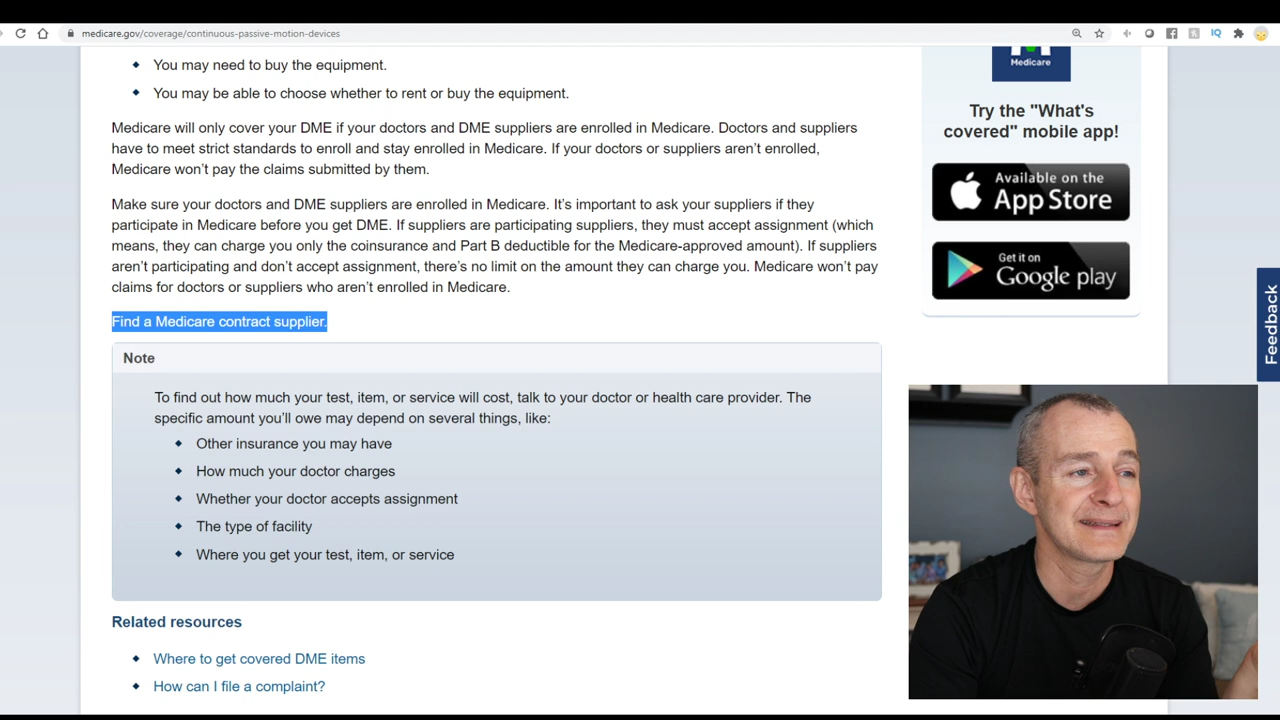 medicare.gov/coverage/continuous-passive-motion-devices
IQ
You may need to buy the equipment.
You may be able to choose whether to rent or buy the equipment.
Medicare will only cover your DME if your doctors and DME suppliers are enrolled in Medicare. Doctors and suppliers
have to meet strict standards to enroll and stay enrolled in Medicare. If your doctors or suppliers aren’t enrolled,
Medicare won’t pay the claims submitted by them.
Make sure your doctors and DME suppliers are enrolled in Medicare. It’s important to ask your suppliers if they
participate in Medicare before you get DME. If suppliers are participating suppliers, they must accept assignment (which
means, they can charge you only the coinsurance and Part B deductible for the Medicare-approved amount). If suppliers
aren’t participating and don’t accept assignment, there’s no limit on the amount they can charge you. Medicare won’t pay
claims for doctors or suppliers who aren’t enrolled in Medicare.
Find a Medicare contract supplier.
Note
To find out how much your test, item, or service will cost, talk to your doctor or health care provider. The
specific amount you’ll owe may depend on several things, like:
Other insurance you may have
How much your doctor charges
Whether your doctor accepts assignment
The type of facility
Where you get your test, item, or service
Related resources
Where to get covered DME items
How can I file a complaint?
Medicare
Try the "What's
covered" mobile app!
Available on the
App Store
Get it on
Google play
Feedback